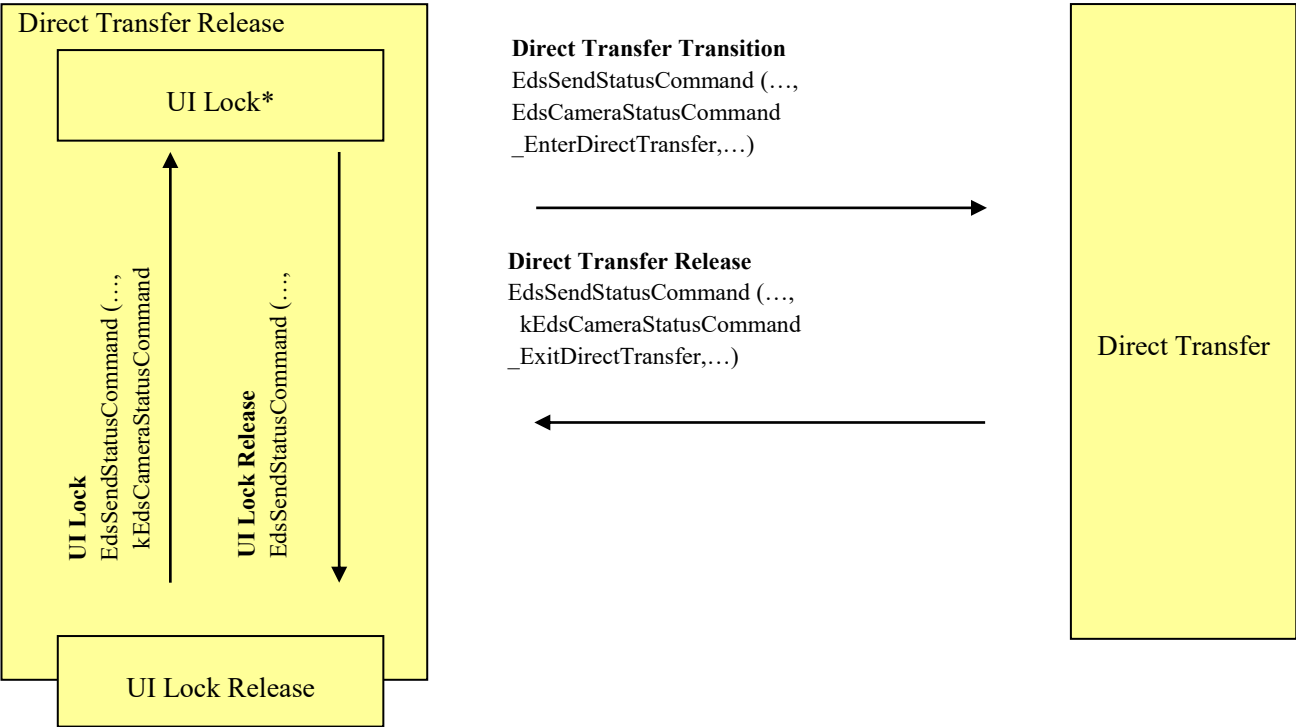 Direct Transfer Release
UI Lock*
UI Lock
EdsSendStatusCommand (…,
kEdsCameraStatusCommand
UI Lock Release
EdsSendStatusCommand (…,
UI Lock Release
Direct Transfer Transition
EdsSendStatusCommand (…,
EdsCameraStatusCommand
_EnterDirectTransfer,…)
Direct Transfer Release
EdsSendStatusCommand (…,
kEdsCameraStatusCommand
_ExitDirectTransfer,…)
Direct Transfer